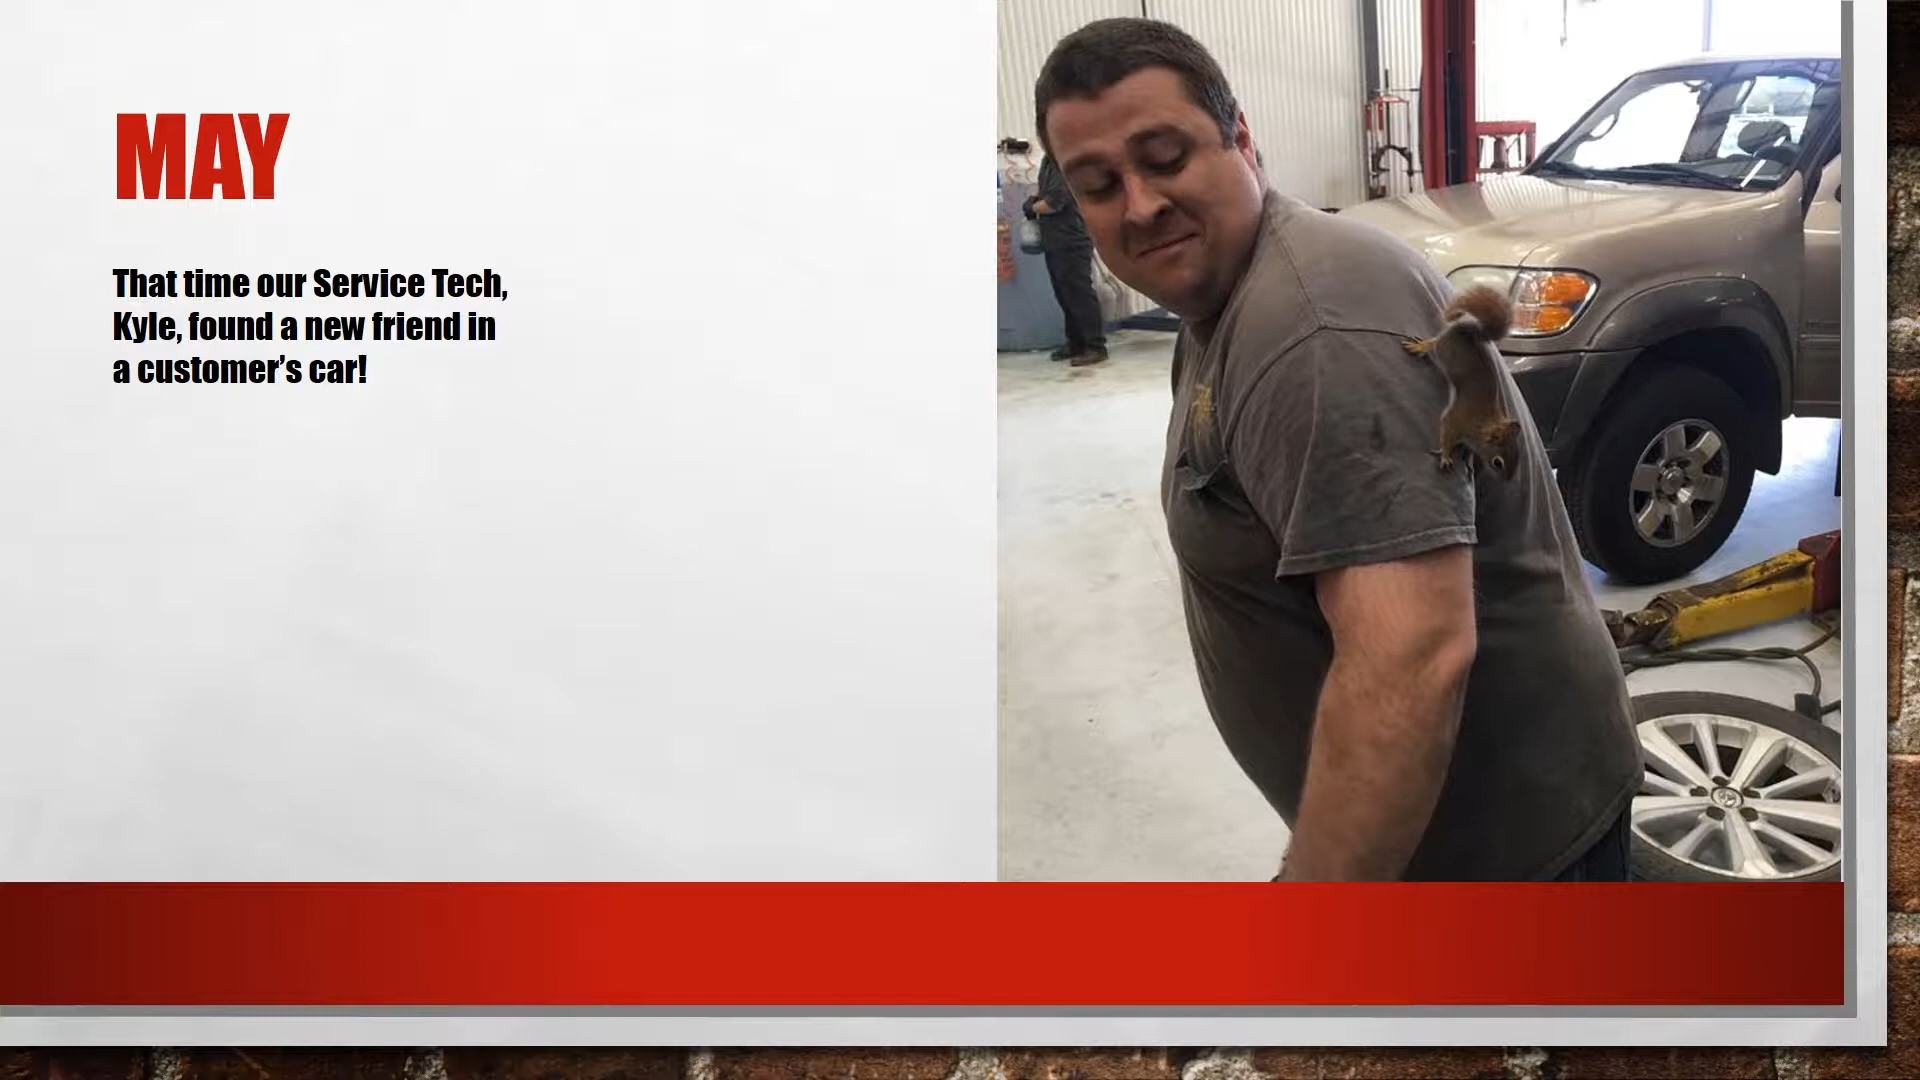 MAY
That time our Service Tech,
Kyle, found a new friend in
a customer’s car!